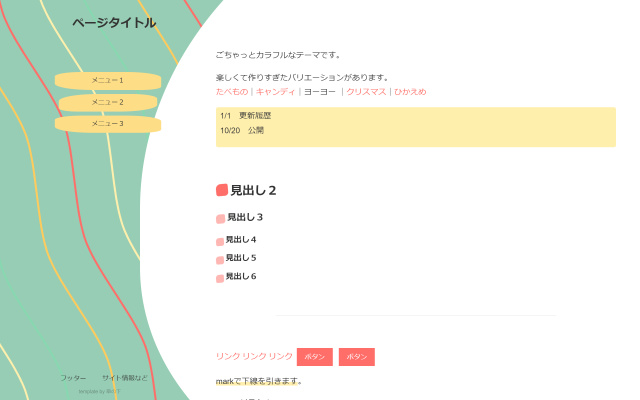 ページタイトル
メニュー1
メニュー2
メニュー3
フッター　サイト情報など
template by
ごちゃっとカラフルなテーマです。
楽しくて作りすぎたバリエーションがあります。
たべもの｜キャンディ｜ヨーヨー ｜クリスマス｜ひかえめ
1/1　更新履歴
10/20　公開
見出し2
見出し3
見出し4
見出し5
見出し6
リンク リンク リンク ボタン ボタン
markで下線を引きます。